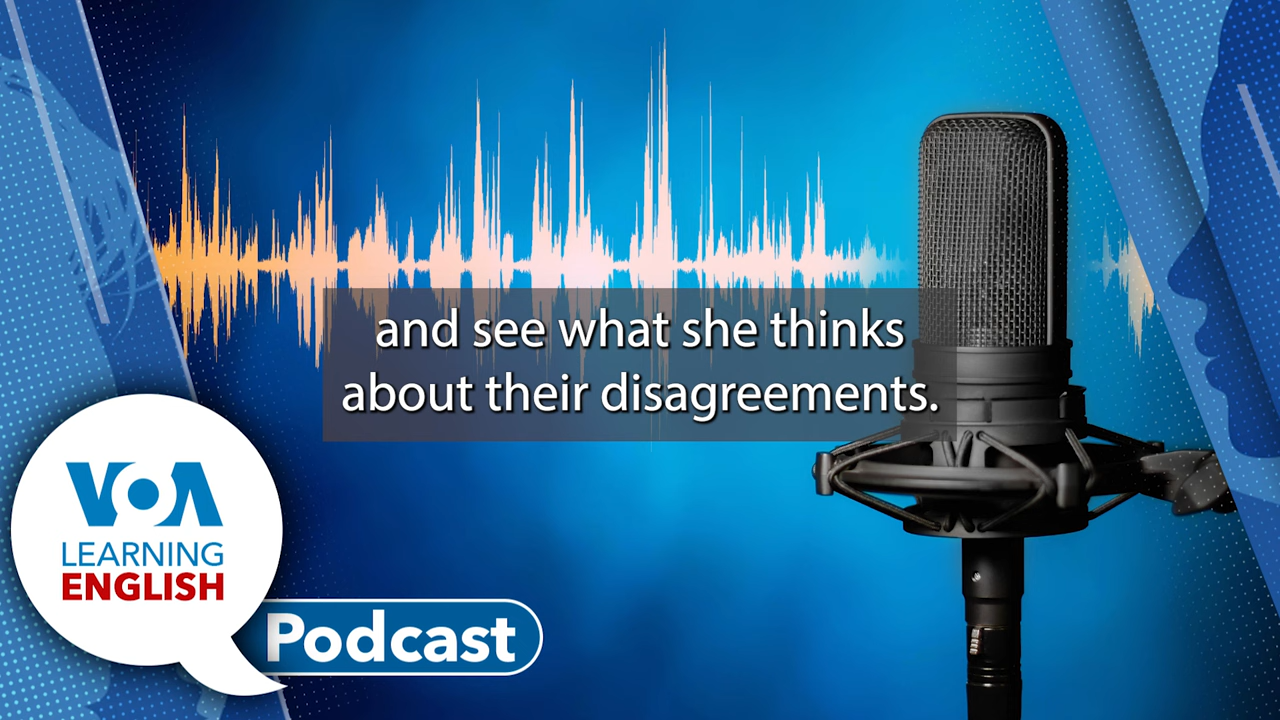 and see what she thinks
about their disagreements.
VOA
LEARNING
ENGLISH
Podcast